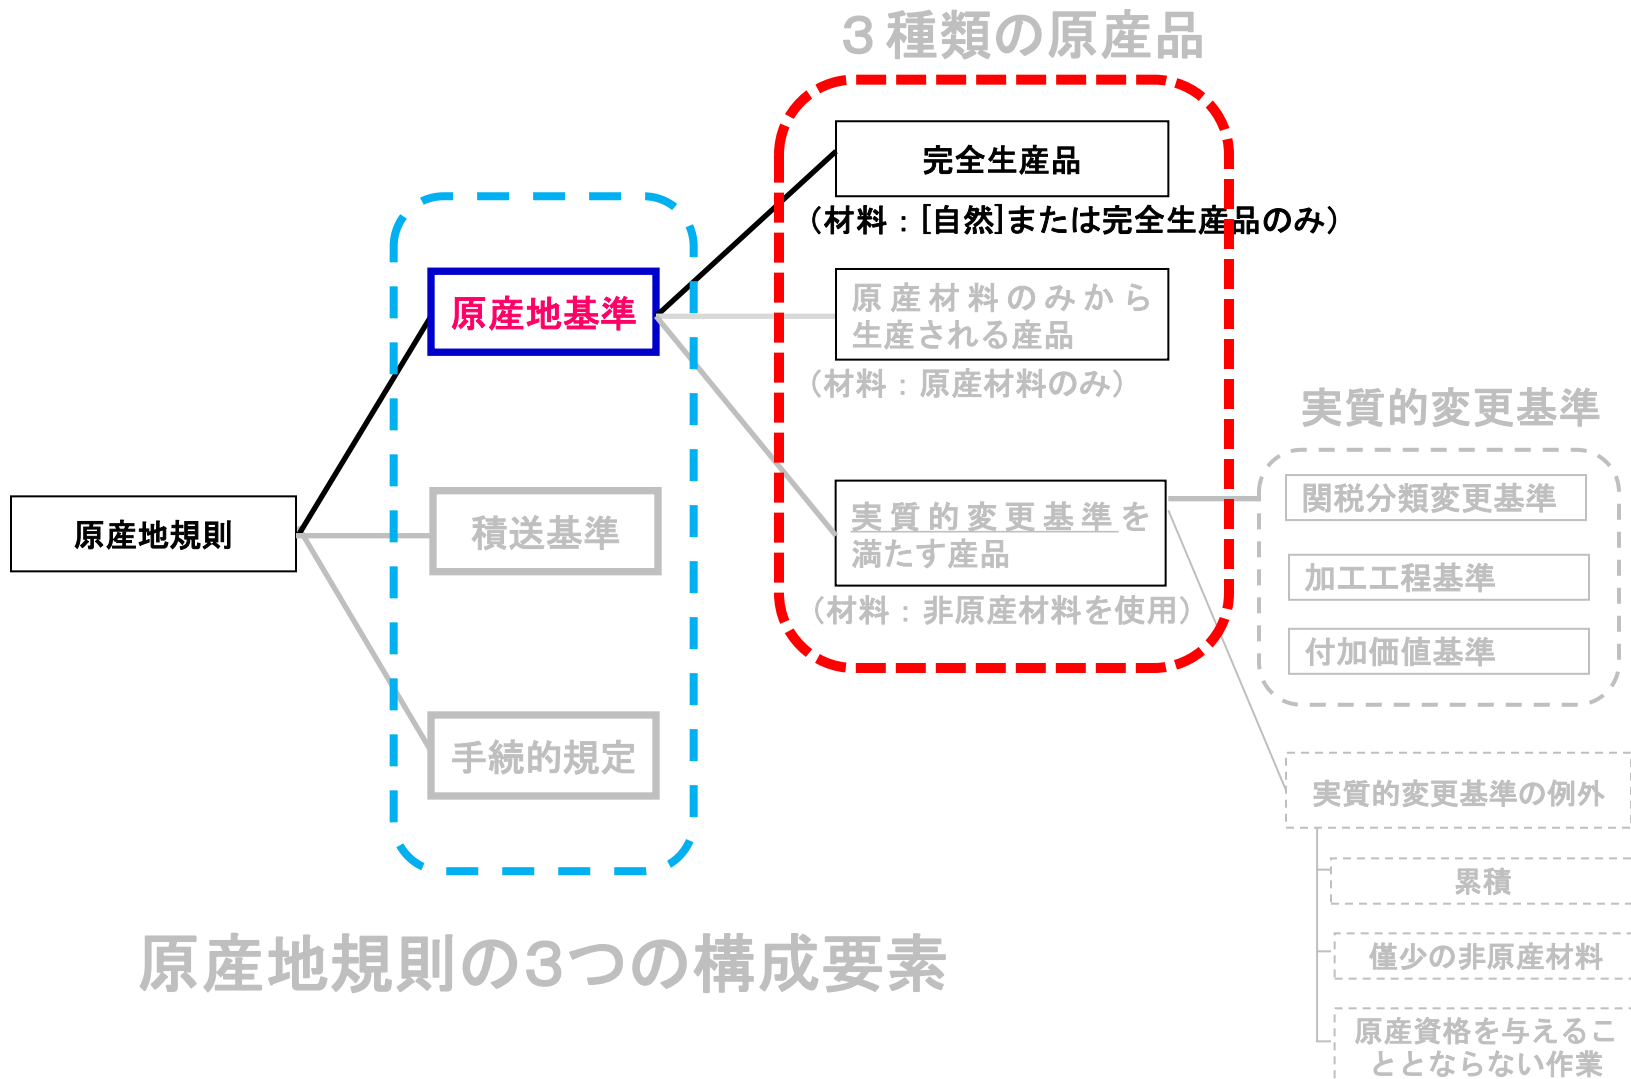 ３種類の原産品
完全生産品
（材料：[自然]または完全生産品のみ）
原産地基準
原産材料のみから
生産される産品
（材料：原産材料のみ）
実質的変更基準
関税分類変更基準
原産地規則
積送基準
実質的変更基準を
満たす産品
加工工程基準
（材料：非原産材料を使用）
付加価値基準
手続的規定
実質的変更基準の例外
累積
原産地規則の３つの構成要素
僅少の非原産材料
原産資格を与えるこ
ととならない作業